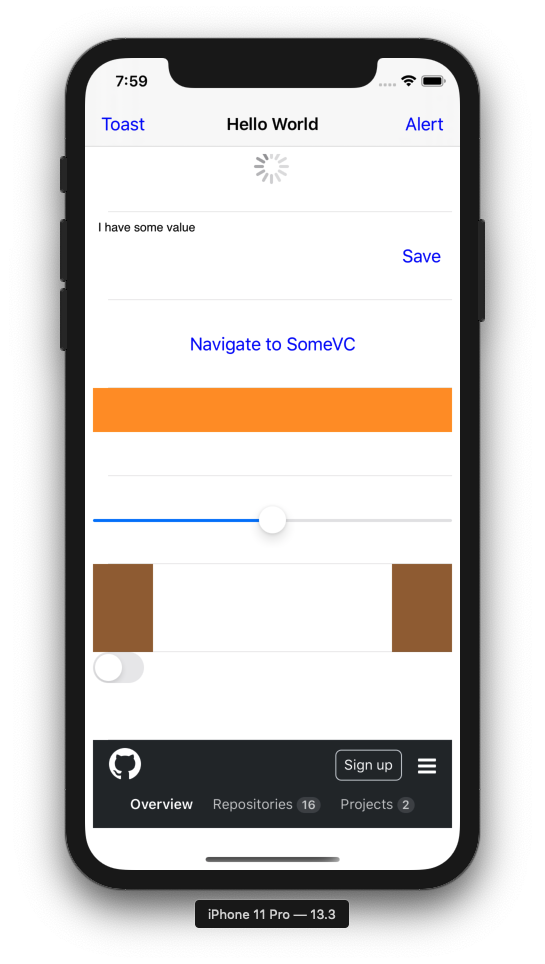 7:59
Toast Hello World Alert
I have some value
Save
Navigate to SomeVC
Sign up
Overview Repositories 16 Projects 2
iPhone 11 Pro — 13.3